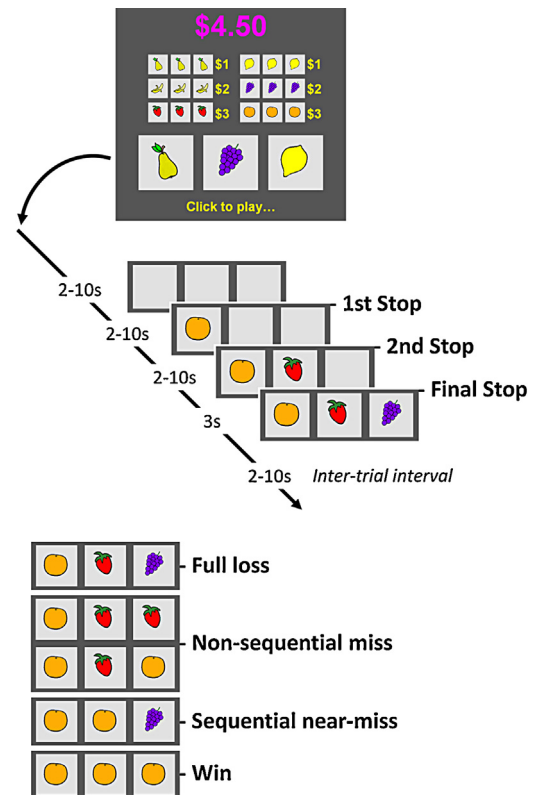 $4.50
$1 $1
$2 $2
$3 $3
Click to play...
2-10s
1st Stop
2-10s
2nd Stop
2-10s
Final Stop
3s
2-10s Inter-trial interval
Full loss
Non-sequential miss
Sequential near-miss
Win